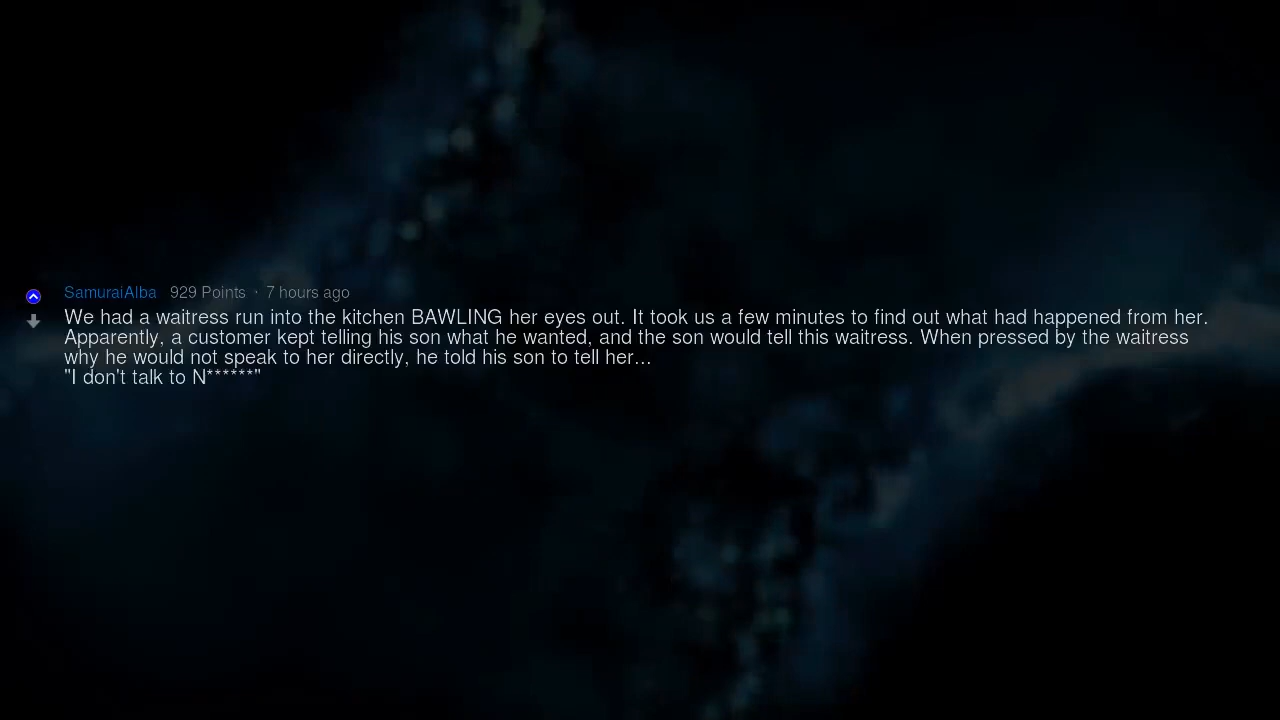 SamuraiAlba 929 Points · 7 hours ago
We had a waitress run into the kitchen BAWLING her eyes out. It took us a few minutes to find out what had happened from her.
Apparently, a customer kept telling his son what he wanted, and the son would tell this waitress. When pressed by the waitress
why he would not speak to her directly, he told his son to tell her...
"I don't talk to N******"